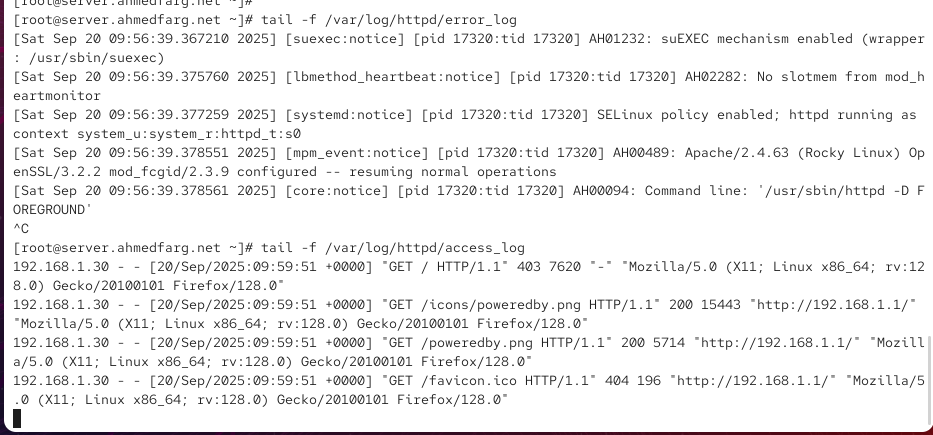 [root@server.ahmedfarg.net ~]#
[root@server.ahmedfarg.net ~]# tail -f /var/log/httpd/error_log
[Sat Sep 20 09:56:39.367210 2025] [suexec:notice] [pid 17320:tid 17320] AH01232: suEXEC mechanism enabled (wrapper
: /usr/sbin/suexec)
[Sat Sep 20 09:56:39.375760 2025] [lbmethod_heartbeat:notice] [pid 17320:tid 17320] AH02282: No slotmem from mod_h
eartmonitor
[Sat Sep 20 09:56:39.377259 2025] [systemd:notice] [pid 17320:tid 17320] SELinux policy enabled; httpd running as
context system_u:system_r:httpd_t:s0
[Sat Sep 20 09:56:39.378551 2025] [mpm_event:notice] [pid 17320:tid 17320] AH00489: Apache/2.4.63 (Rocky Linux) Op
enSSL/3.2.2 mod_fcgid/2.3.9 configured -- resuming normal operations
[Sat Sep 20 09:56:39.378561 2025] [core:notice] [pid 17320:tid 17320] AH00094: Command line: '/usr/sbin/httpd -D F
OREGROUND'
^C
[root@server.ahmedfarg.net ~]# tail -f /var/log/httpd/access_log
192.168.1.30 - - [20/Sep/2025:09:59:51 +0000] "GET / HTTP/1.1" 403 7620 "-" "Mozilla/5.0 (X11; Linux x86_64; rv:12
8.0) Gecko/20100101 Firefox/128.0"
192.168.1.30 - - [20/Sep/2025:09:59:51 +0000] "GET /icons/poweredby.png HTTP/1.1" 200 15443 "http://192.168.1.1/"
"Mozilla/5.0 (X11; Linux x86_64; rv:128.0) Gecko/20100101 Firefox/128.0"
192.168.1.30 - - [20/Sep/2025:09:59:51 +0000] "GET /poweredby.png HTTP/1.1" 200 5714 "http://192.168.1.1/" "Mozill
a/5.0 (X11; Linux x86_64; rv:128.0) Gecko/20100101 Firefox/128.0"
192.168.1.30 - - [20/Sep/2025:09:59:51 +0000] "GET /favicon.ico HTTP/1.1" 404 196 "http://192.168.1.1/" "Mozilla/5
.0 (X11; Linux x86_64; rv:128.0) Gecko/20100101 Firefox/128.0"